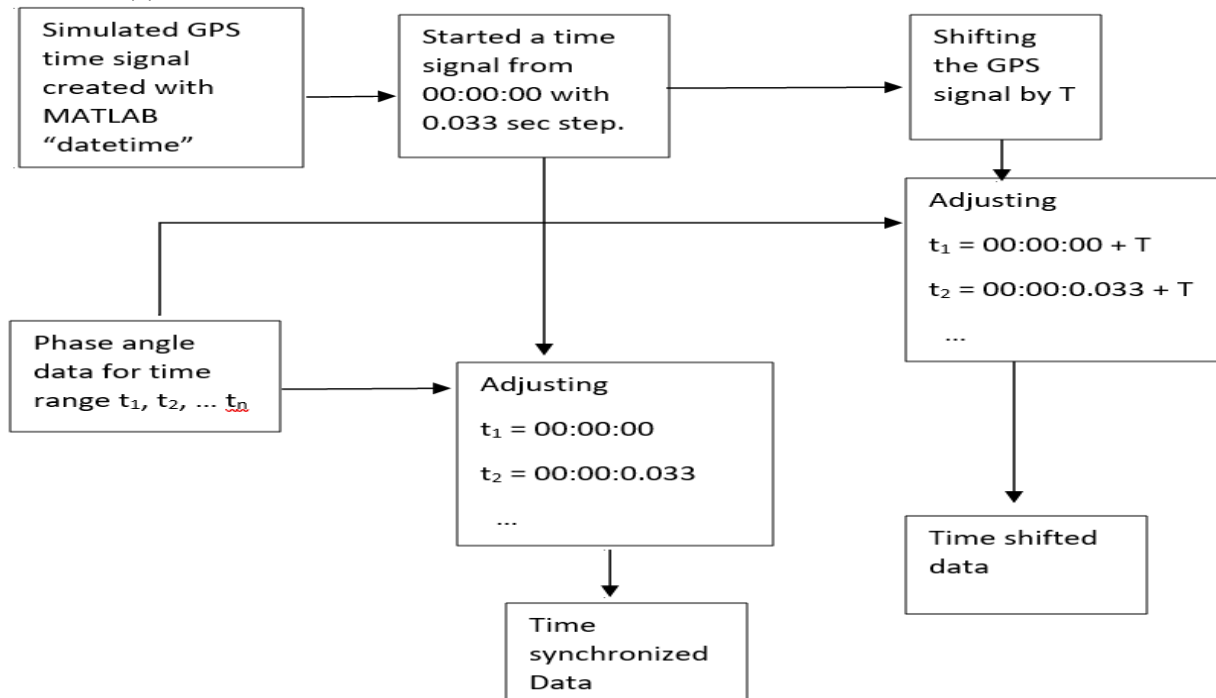 Simulated GPS
time signal
created with
MATLAB
“datetime”
Started a time
signal from
00:00:00 with
0.033 sec step.
Shifting
the GPS
signal by T
Adjusting
t₁ = 00:00:00 + T
t₂ = 00:00:0.033 + T
...
Phase angle
data for time
range t₁, t₂, ... tₙ
Adjusting
t₁ = 00:00:00
t₂ = 00:00:0.033
...
Time shifted
data
Time
synchronized
Data